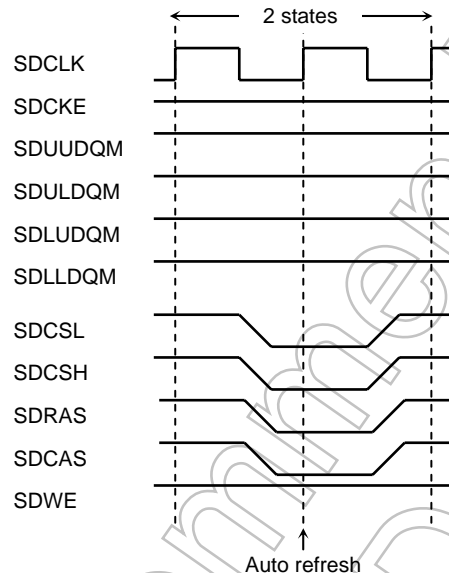 2 states
SDCLK
SDCKE
SDUUDQM
SDULDQM
SDLUDQM
SDLLDQM
SDCSL
SDCSH
SDRAS
SDCAS
SDWE
Auto refresh